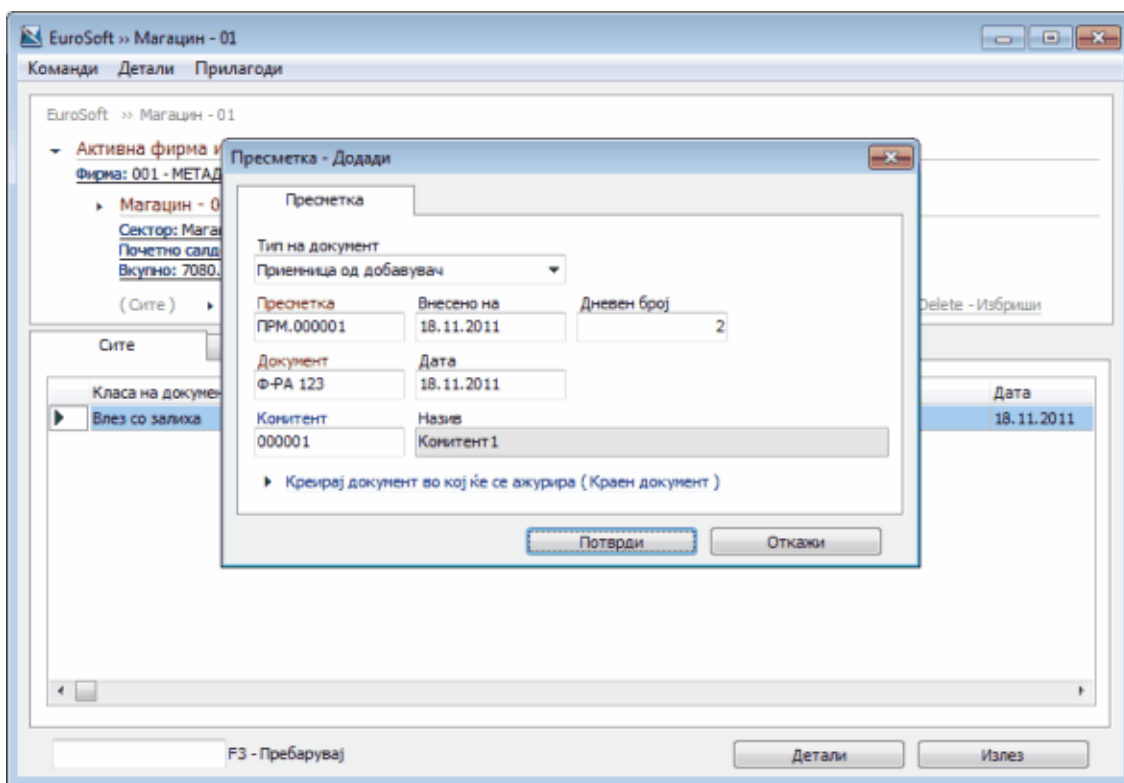 EuroSoft ›› Магацин - 01
Команди Детали Прилагоди
EuroSoft ›› Магацин - 01
Активна фирма и
Фирма: 001 - МЕТАД
Магацин - 0
Сектор: Мага
Почетно салд
Вкупно: 7080.
( Сите )
Delete - Избриши
Пресметка - Додади
Пресметка
Тип на документ
Приемница од добавувач
Пресметка Внесено на Дневен број
ПРМ.000001 18.11.2011 2
Документ Дата
Ф-РА 123 18.11.2011
Комитент Назив
000001 Комитент1
Креирај документ во кој ќе се ажурира ( Краен документ )
Потврди Откажи
Сите
Класа на докумен Дата
Влез со залиха 18.11.2011
F3 - Пребарувај Детали Излез